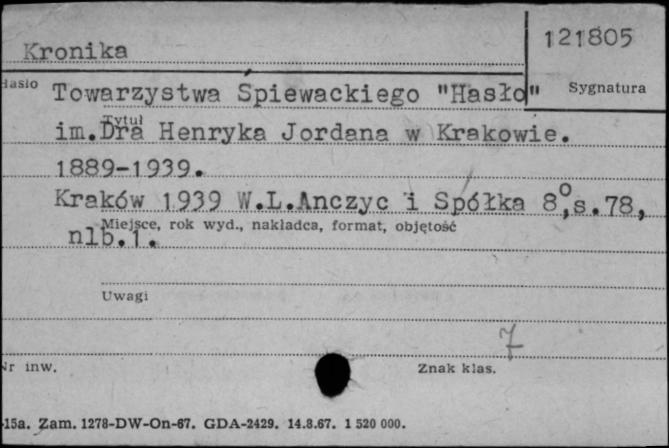 121805
Kronika
Hasło Towarzystwa Śpiewackiego "Hasło" Sygnatura
Tytuł
im.Dra Henryka Jordana w Krakowie.
1889-1939.
Kraków 1939 W.L.Anczyc i Spółka 8°,s.78,
Miejsce, rok wyd., nakładca, format, objętość
nlb.1.
Uwagi
7
Nr inw. Znak klas.
-15a. Zam. 1278-DW-On-67. GDA-2429. 14.8.67. 1 520 000.